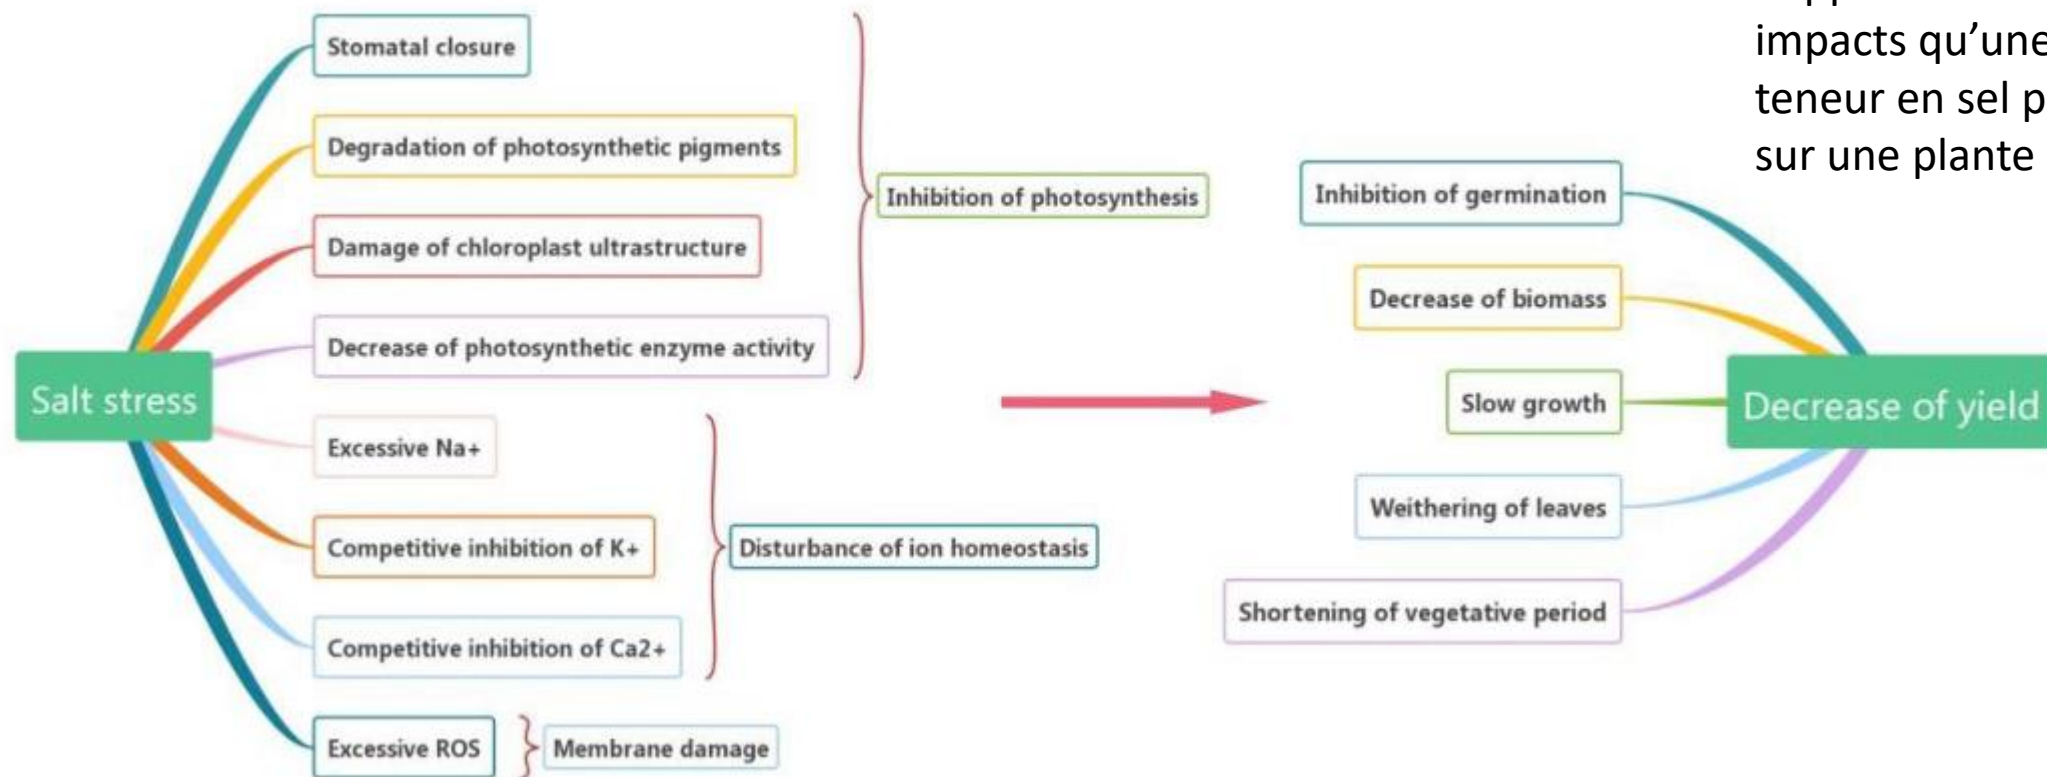 Stomatal closure
Degradation of photosynthetic pigments
Damage of chloroplast ultrastructure
Decrease of photosynthetic enzyme activity
Inhibition of photosynthesis
Salt stress
Excessive Na+
Competitive inhibition of K+
Competitive inhibition of Ca2+
Disturbance of ion homeostasis
Excessive ROS
Membrane damage
impacts qu’une
teneur en sel p
sur une plante
Inhibition of germination
Decrease of biomass
Slow growth
Weithering of leaves
Shortening of vegetative period
Decrease of yield